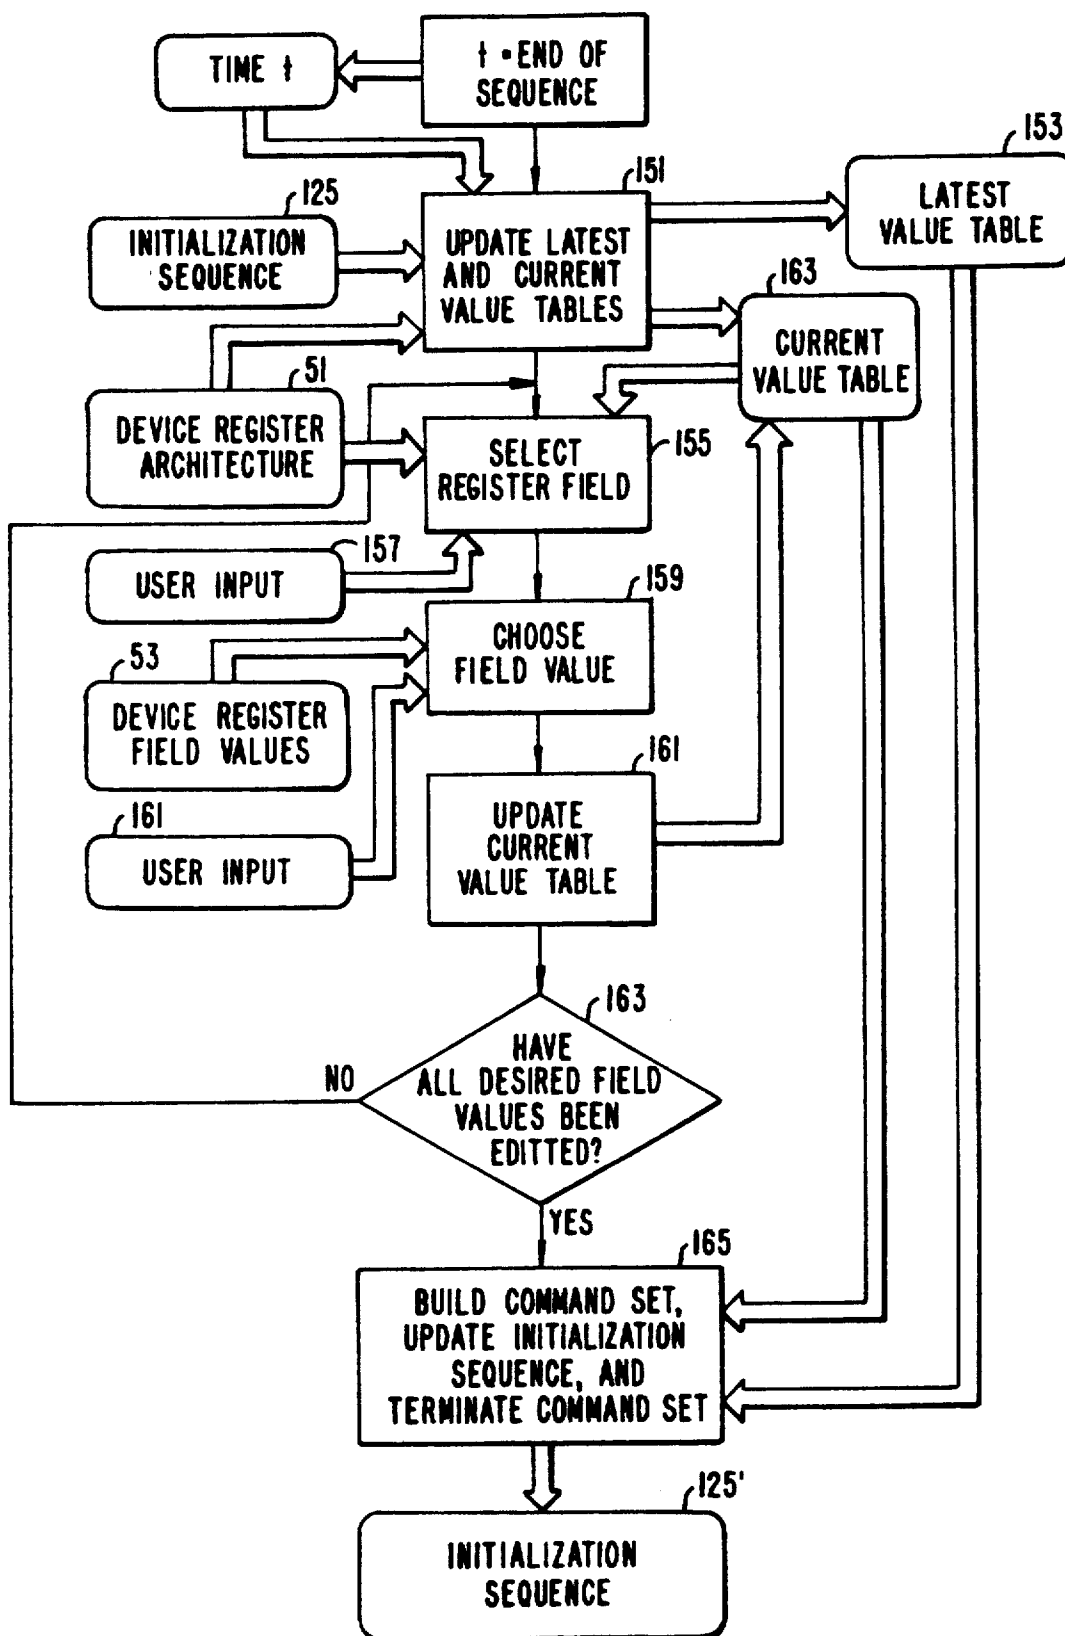 TIME t
t = END OF
SEQUENCE
153
LATEST
VALUE TABLE
151
UPDATE LATEST
AND CURRENT
VALUE TABLES
125
INITIALIZATION
SEQUENCE
163
CURRENT
VALUE TABLE
51
DEVICE REGISTER
ARCHITECTURE
SELECT
REGISTER FIELD
155
157
USER INPUT
159
CHOOSE
FIELD VALUE
53
DEVICE REGISTER
FIELD VALUES
161
UPDATE
CURRENT
VALUE TABLE
161
USER INPUT
163
HAVE
ALL DESIRED FIELD
VALUES BEEN
EDITTED?
NO
YES
165
BUILD COMMAND SET,
UPDATE INITIALIZATION
SEQUENCE, AND
TERMINATE COMMAND SET
125'
INITIALIZATION
SEQUENCE